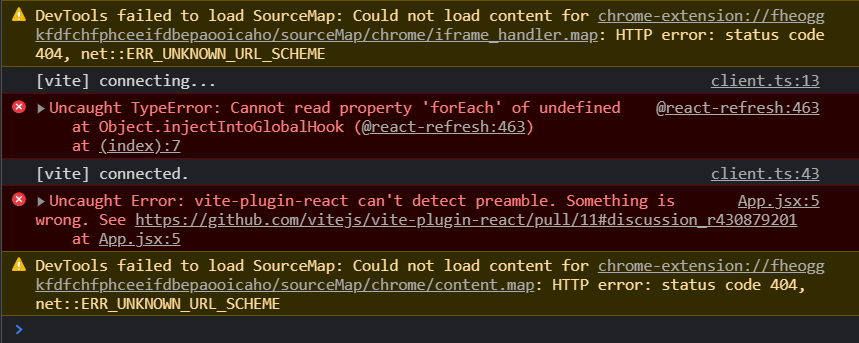 DevTools failed to load SourceMap: Could not load content for chrome-extension://fheogg
kfdfchfphceeifdbepaooicaho/sourceMap/chrome/iframe_handler.map: HTTP error: status code
404, net::ERR_UNKNOWN_URL_SCHEME
[vite] connecting... client.ts:13
Uncaught TypeError: Cannot read property 'forEach' of undefined @react-refresh:463
at Object.injectIntoGlobalHook (@react-refresh:463)
at (index):7
[vite] connected. client.ts:43
Uncaught Error: vite-plugin-react can't detect preamble. Something is App.jsx:5
wrong. See https://github.com/vitejs/vite-plugin-react/pull/11#discussion_r430879201
at App.jsx:5
DevTools failed to load SourceMap: Could not load content for chrome-extension://fheogg
kfdfchfphceeifdbepaooicaho/sourceMap/chrome/content.map: HTTP error: status code 404,
net::ERR_UNKNOWN_URL_SCHEME
>